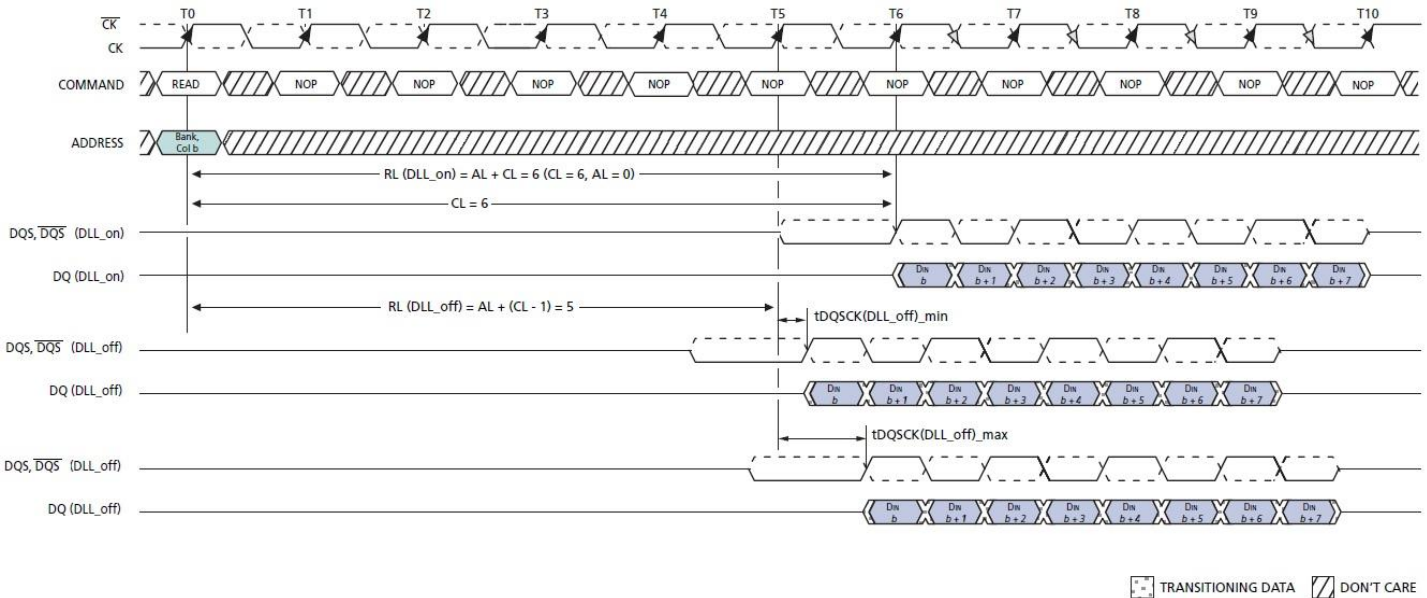 T0 T1 T2 T3 T4 T5 T6 T7 T8 T9 T10
CK
CK
COMMAND READ NOP NOP NOP NOP NOP NOP NOP NOP NOP NOP
ADDRESS Bank, Col b
RL (DLL_on) = AL + CL = 6 (CL = 6, AL = 0)
CL = 6
DQS, DQS (DLL_on)
DQ (DLL_on) DIN b DIN b+1 DIN b+2 DIN b+3 DIN b+4 DIN b+5 DIN b+6 DIN b+7
RL (DLL_off) = AL + (CL - 1) = 5
tDQSCK(DLL_off)_min
DQS, DQS (DLL_off)
DQ (DLL_off) DIN b DIN b+1 DIN b+2 DIN b+3 DIN b+4 DIN b+5 DIN b+6 DIN b+7
tDQSCK(DLL_off)_max
DQS, DQS (DLL_off)
DQ (DLL_off) DIN b DIN b+1 DIN b+2 DIN b+3 DIN b+4 DIN b+5 DIN b+6 DIN b+7
TRANSITIONING DATA DON'T CARE